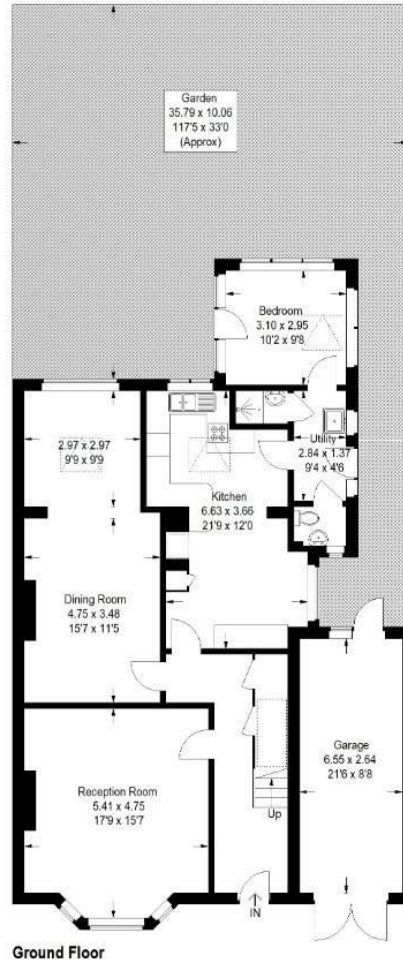 Garden
35.79 x 10.06
117'5 x 33'0
(Approx)
Bedroom
3.10 x 2.95
10'2 x 9'8
2.97 x 2.97
9'9 x 9'9
Utility
2.84 x 1.37
9'4 x 4'6
Kitchen
6.63 x 3.66
21'9 x 12'0
Dining Room
4.75 x 3.48
15'7 x 11'5
Garage
6.55 x 2.64
21'6 x 8'8
Reception Room
5.41 x 4.75
17'9 x 15'7
Up
IN
Ground Floor